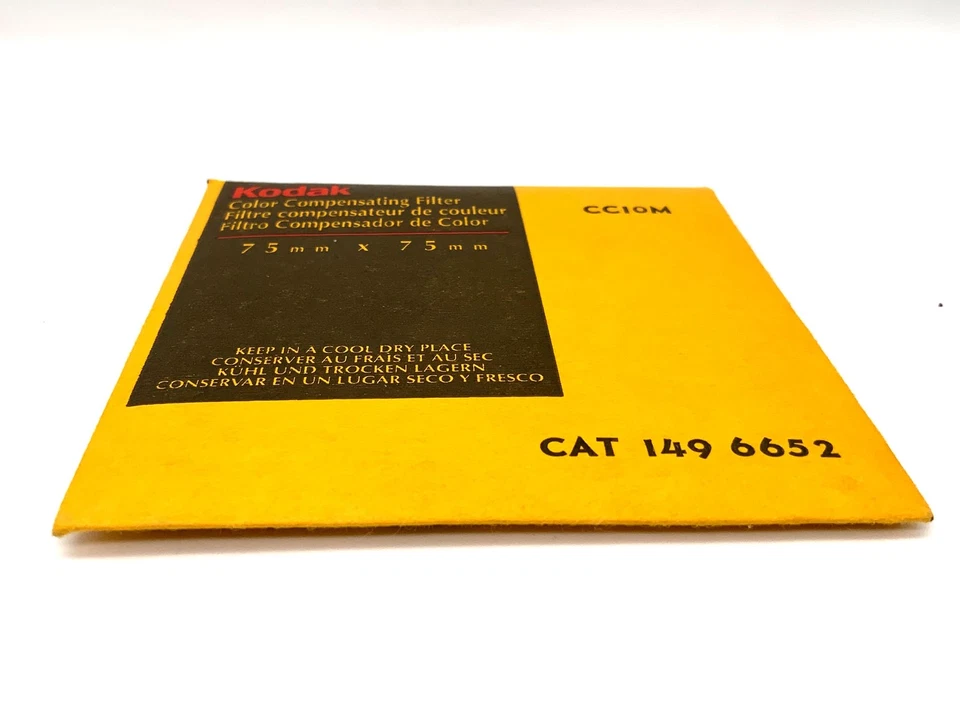 Kodak
Color Compensating Filter
Filtre compensateur de couleur
Filtro Compensador de Color
75mm x 75mm
CC10M
KEEP IN A COOL DRY PLACE
CONSERVER AU FRAIS ET AU SEC
KÜHL UND TROCKEN LAGERN
CONSERVAR EN UN LUGAR SECO Y FRESCO
CAT 149 6652